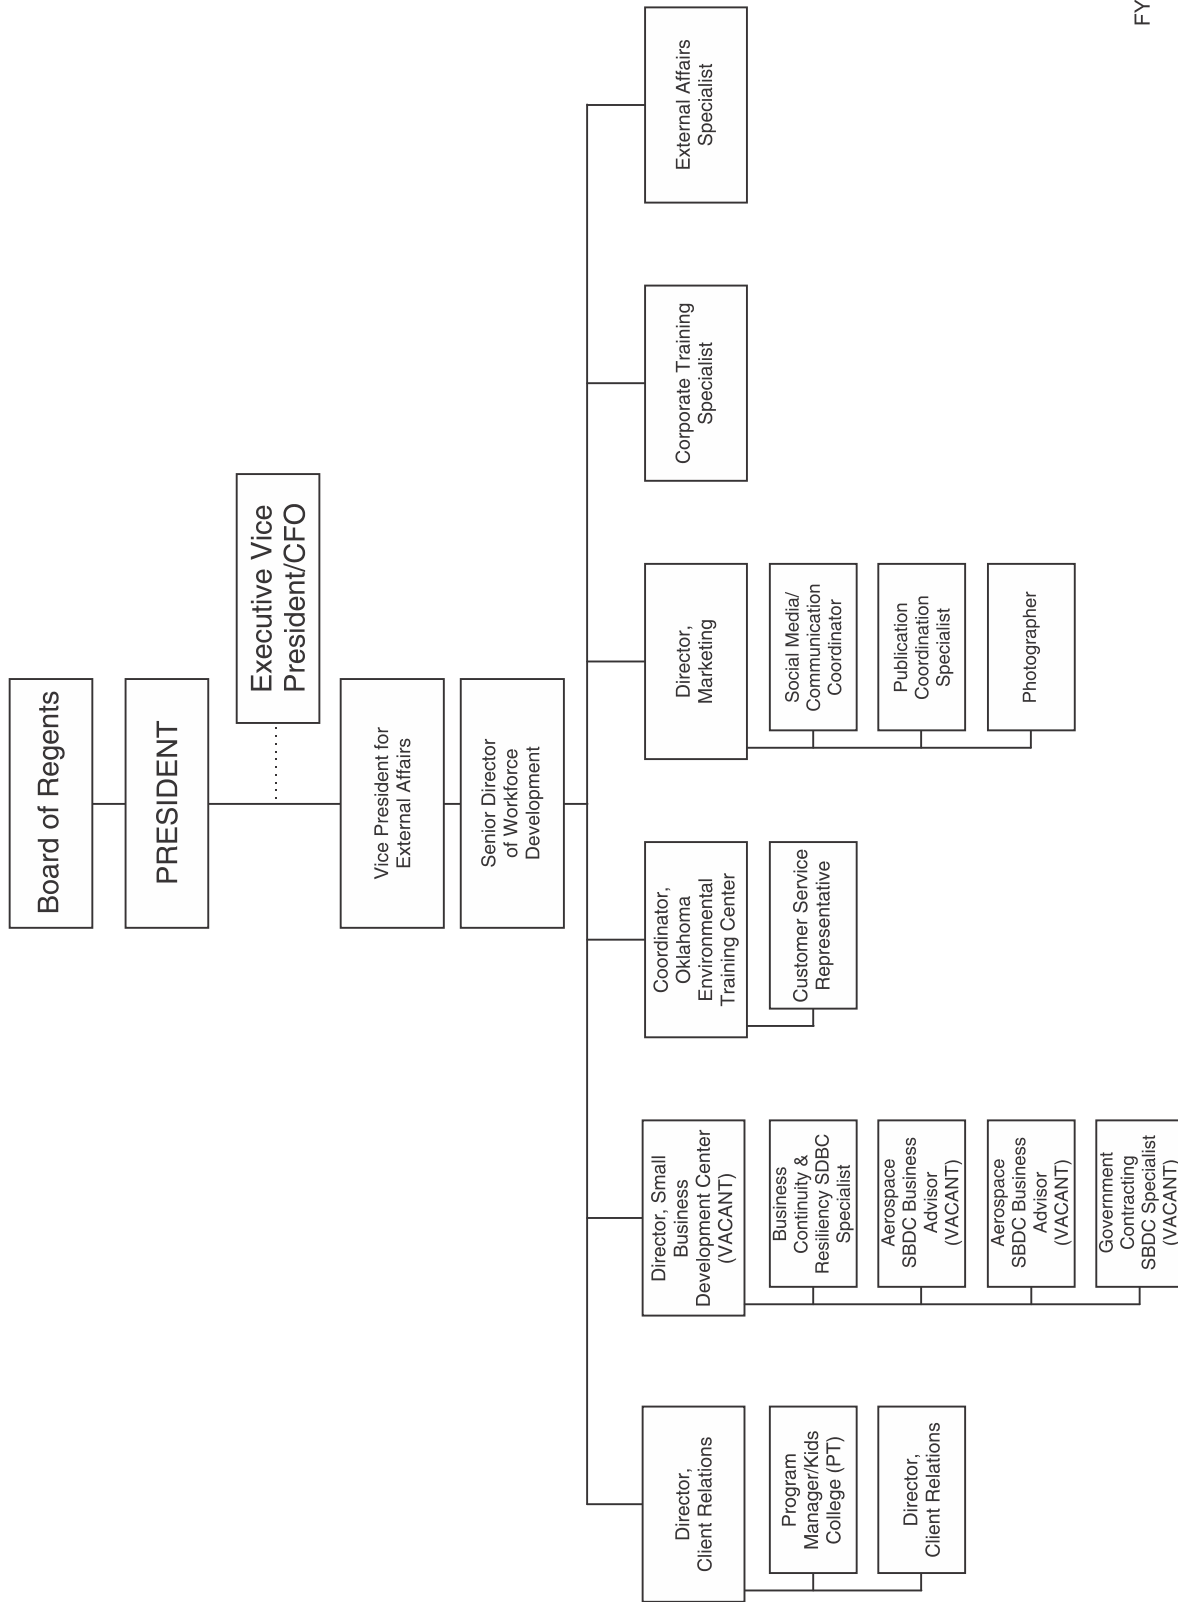 Board of Regents
PRESIDENT
Executive Vice
President/CFO
Vice President for
External Affairs
Senior Director
of Workforce
Development
Director,
Client Relations
Program
Manager/Kids
College (PT)
Director,
Client Relations
Director, Small
Business
Development Center
(VACANT)
Business
Continuity &
Resiliency SDBC
Specialist
Aerospace
SBDC Business
Advisor
(VACANT)
Aerospace
SBDC Business
Advisor
(VACANT)
Government
Contracting
SBDC Specialist
(VACANT)
Coordinator,
Oklahoma
Environmental
Training Center
Customer Service
Representative
Director,
Marketing
Social Media/
Communication
Coordinator
Publication
Coordination
Specialist
Photographer
Corporate Training
Specialist
External Affairs
Specialist
FY